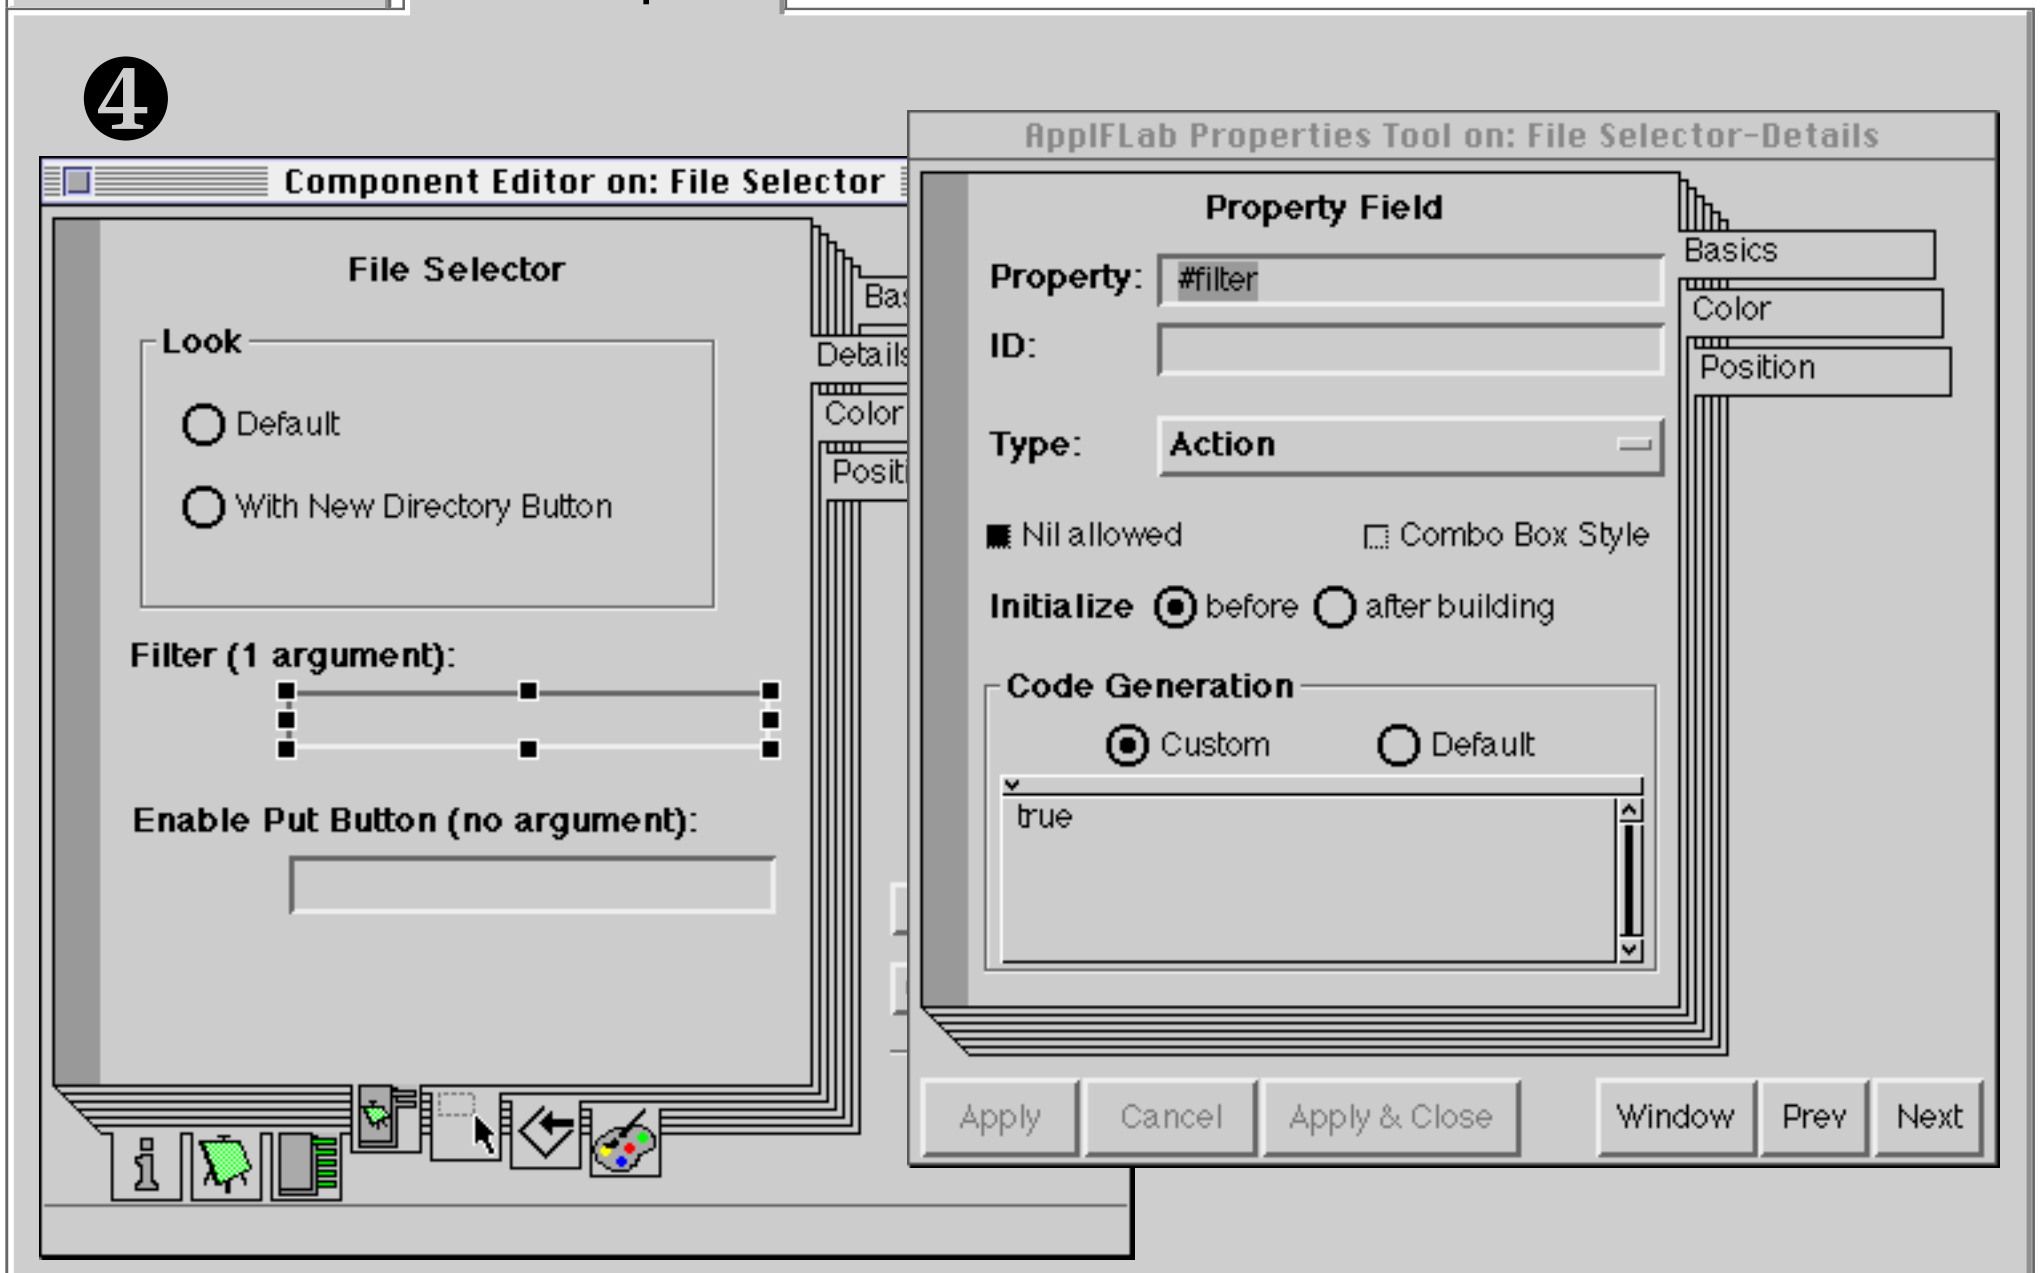 4
Component Editor on: File Selector
File Selector
Look
Default
With New Directory Button
Filter (1 argument):
Enable Put Button (no argument):
Details
Color
ApplFLab Properties Tool on: File Selector-Details
Property Field
Property: #filter
ID:
Type: Action
Nil allowed Combo Box Style
Initialize before after building
Code Generation
Custom Default
true
Basics
Color
Position
Apply Cancel Apply & Close Window Prev Next